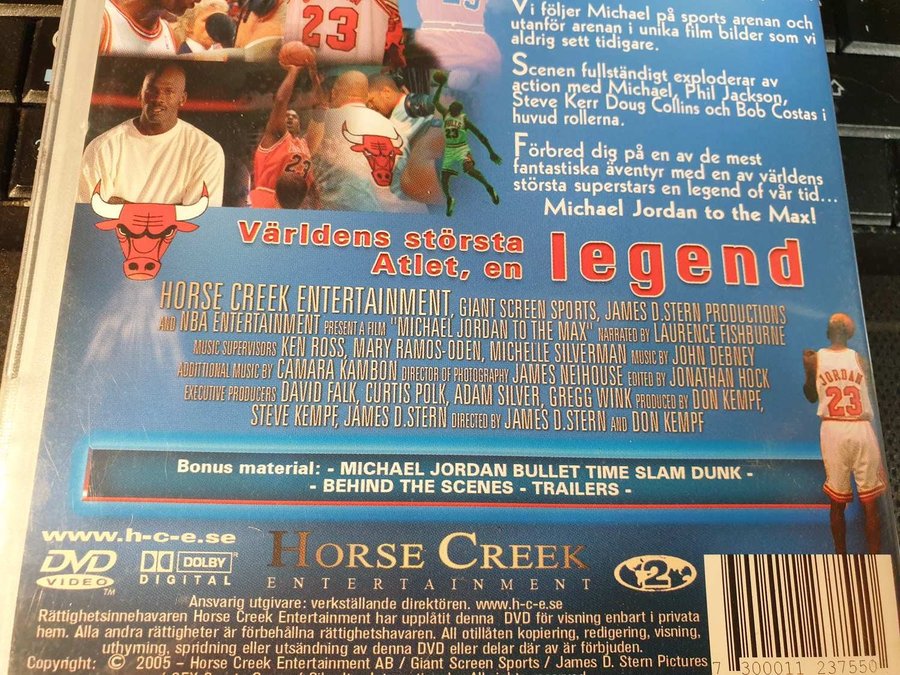 Vi följer Michael på sports arenan och
utanför arenan i unika film bilder som vi
aldrig sett tidigare.
Scenen fullständigt exploderar av
action med Michael, Phil Jackson,
Steve Kerr Doug Collins och Bob Costas i
huvud rollerna.
Förbred dig på en av de mest
fantastiska äventyr med en av världens
största superstars en legend of vår tid...
Michael Jordan to the Max!
23
23
23
Världens största
Atlet, en legend
HORSE CREEK ENTERTAINMENT, GIANT SCREEN SPORTS, JAMES D.STERN PRODUCTIONS
AND NBA ENTERTAINMENT PRESENT A FILM "MICHAEL JORDAN TO THE MAX" NARRATED BY LAURENCE FISHBURNE
MUSIC SUPERVISORS KEN ROSS, MARY RAMOS-ODEN, MICHELLE SILVERMAN MUSIC BY JOHN DEBNEY
ADDITIONAL MUSIC BY CAMARA KAMBON DIRECTOR OF PHOTOGRAPHY JAMES NEIHOUSE EDITED BY JONATHAN HOCK
EXECUTIVE PRODUCERS DAVID FALK, CURTIS POLK, ADAM SILVER, GREGG WINK PRODUCED BY DON KEMPF,
STEVE KEMPF, JAMES D.STERN DIRECTED BY JAMES D.STERN AND DON KEMPF
JORDAN
23
Bonus material: - MICHAEL JORDAN BULLET TIME SLAM DUNK -
- BEHIND THE SCENES - TRAILERS -
www.h-c-e.se
DVD
VIDEO
DOLBY
DIGITAL
HORSE CREEK
ENTERTAINMENT
2
Ansvarig utgivare: verkställande direktören. www.h-c-e.se
Rättighetsinnehavaren Horse Creek Entertainment har upplåtit denna DVD för visning enbart i privata
hem. Alla andra rättigheter är förbehållna rättighetshavaren. All otillåten kopiering, redigering, visning,
uthyrning, spridning eller utsändning av denna DVD eller delar där av är förbjuden.
Copyright: © 2005 - Horse Creek Entertainment AB / Giant Screen Sports / James D. Stern Pictures
7 300011 237550